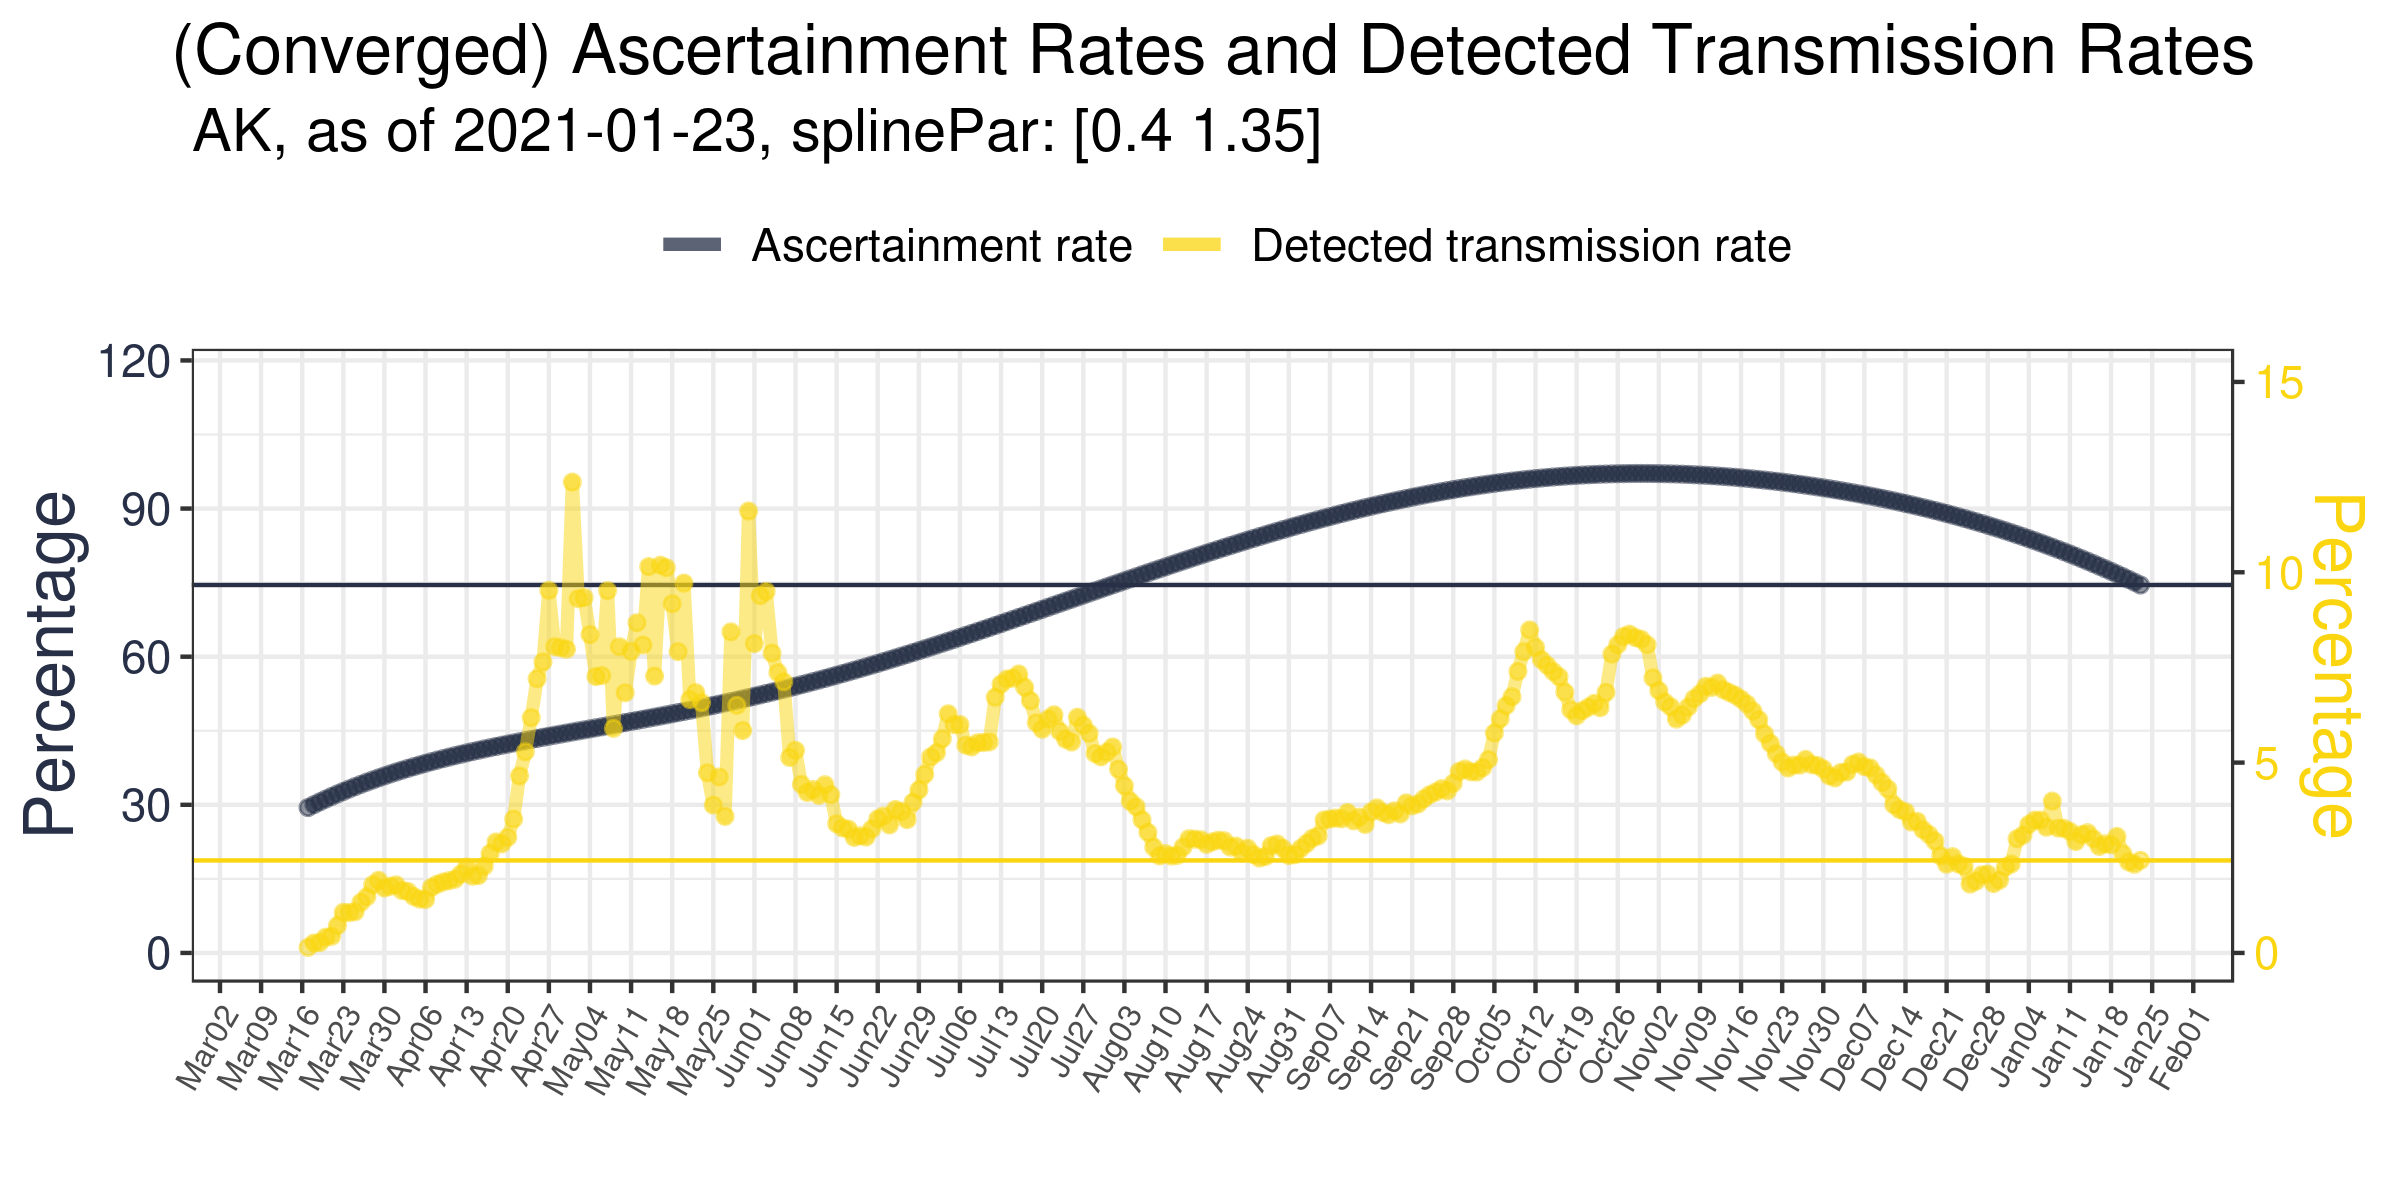 (Converged) Ascertainment Rates and Detected Transmission Rates
AK, as of 2021-01-23, splinePar: [0.4 1.35]
Ascertainment rate
Detected transmission rate
Percentage
120
90
60
30
0
15
10
5
0
Percentage
Mar02
Mar09
Mar16
Mar23
Mar30
Apr06
Apr13
Apr20
Apr27
May04
May11
May18
May25
Jun01
Jun08
Jun15
Jun22
Jun29
Jul06
Jul13
Jul20
Jul27
Aug03
Aug10
Aug17
Aug24
Aug31
Sep07
Sep14
Sep21
Sep28
Oct05
Oct12
Oct19
Oct26
Nov02
Nov09
Nov16
Nov23
Nov30
Dec07
Dec14
Dec21
Dec28
Jan04
Jan11
Jan18
Jan25
Feb01